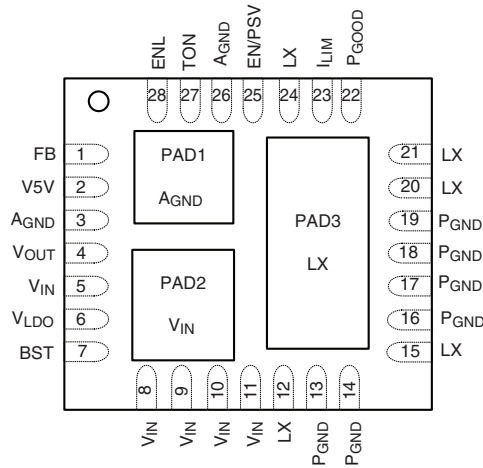 ENL
TON
AGND
EN/PSV
LX
ILIM
PGOOD
28
27
26
25
24
23
22
FB 1
V5V 2
AGND 3
VOUT 4
VIN 5
VLDO 6
BST 7
PAD1
AGND
PAD2
VIN
PAD3
LX
21 LX
20 LX
19 PGND
18 PGND
17 PGND
16 PGND
15 LX
8
9
10
11
12
13
14
VIN
VIN
VIN
VIN
LX
PGND
PGND